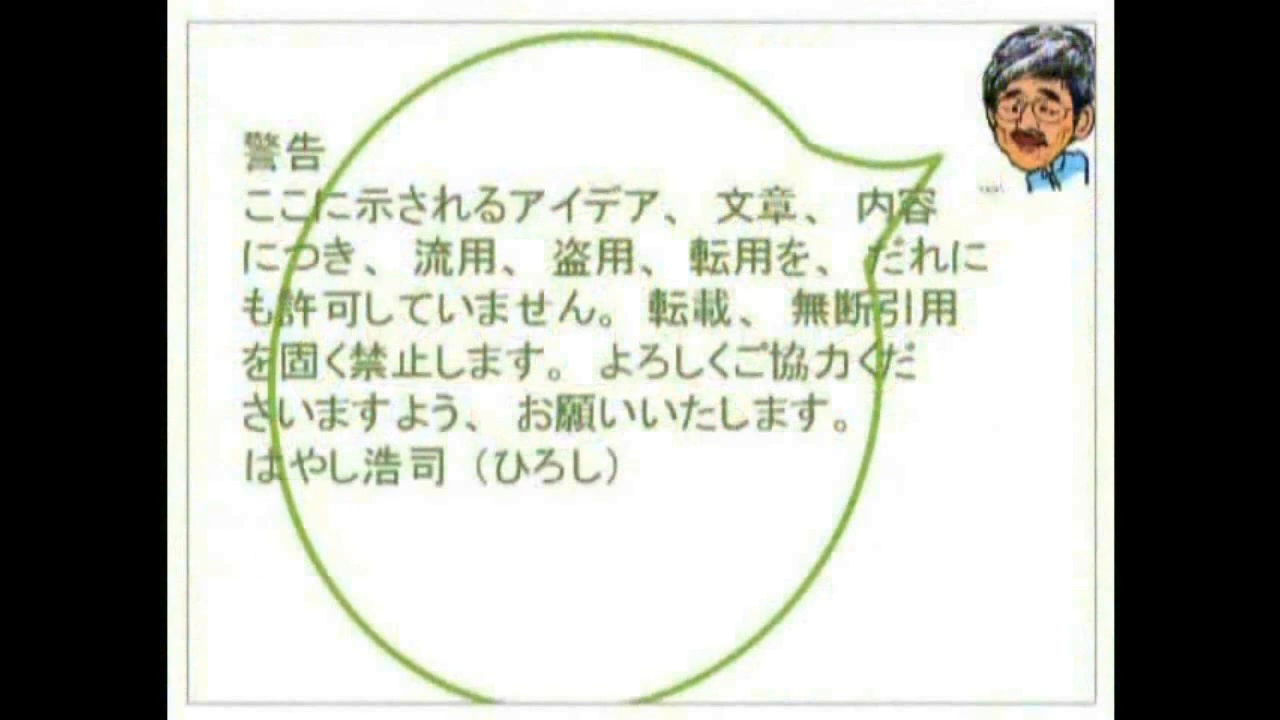 警告
ここに示されるアイデア、文章、内容
につき、流用、盗用、転用を、だれに
も許可していません。転載、無断引用
を固く禁止します。よろしくご協力くだ
さいますよう、お願いいたします。
はやし浩司（ひろし）